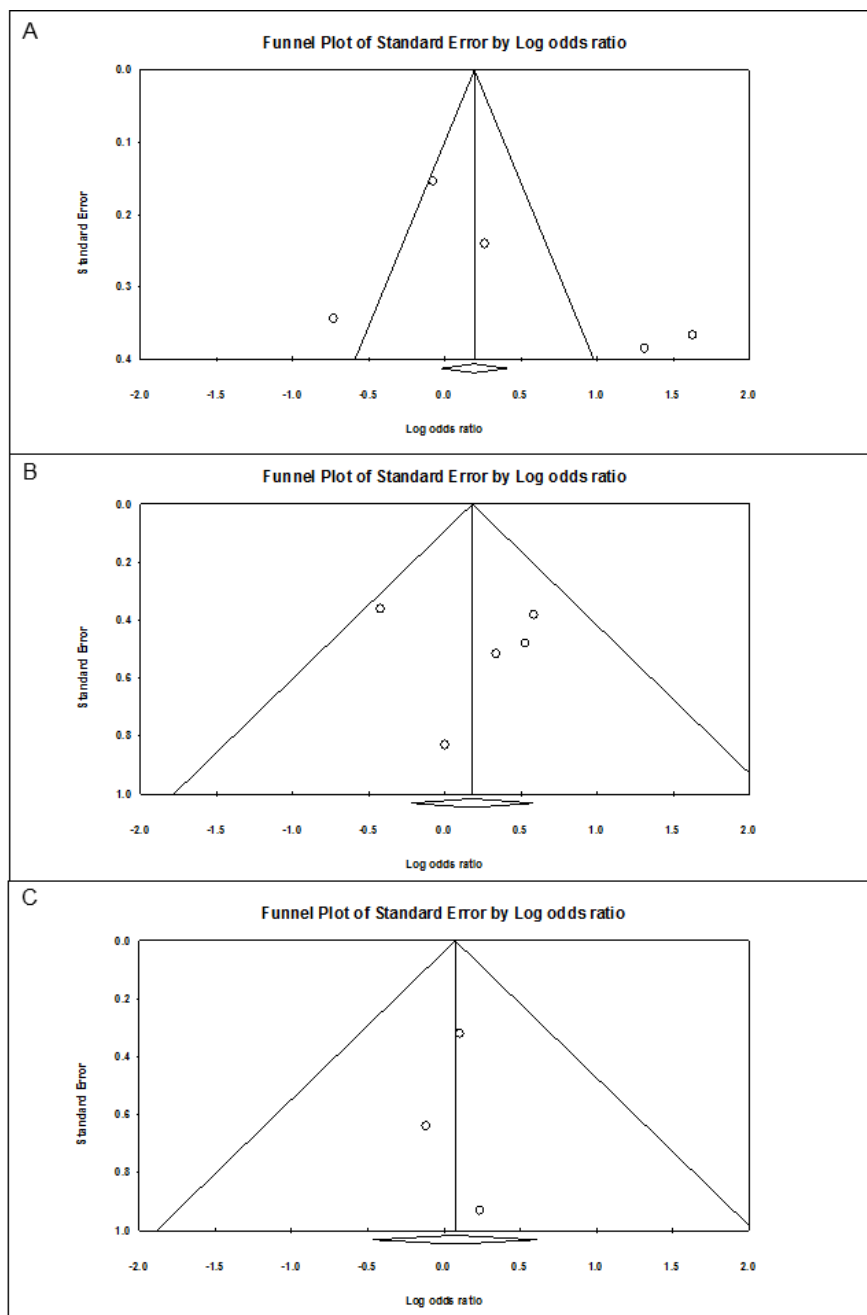 A
Funnel Plot of Standard Error by Log odds ratio
0.0
0.1
0.2
0.3
0.4
Standard Error
-2.0 -1.5 -1.0 -0.5 0.0 0.5 1.0 1.5 2.0
Log odds ratio
B
Funnel Plot of Standard Error by Log odds ratio
0.0
0.2
0.4
0.6
0.8
1.0
Standard Error
-2.0 -1.5 -1.0 -0.5 0.0 0.5 1.0 1.5 2.0
Log odds ratio
C
Funnel Plot of Standard Error by Log odds ratio
0.0
0.2
0.4
0.6
0.8
1.0
Standard Error
-2.0 -1.5 -1.0 -0.5 0.0 0.5 1.0 1.5 2.0
Log odds ratio